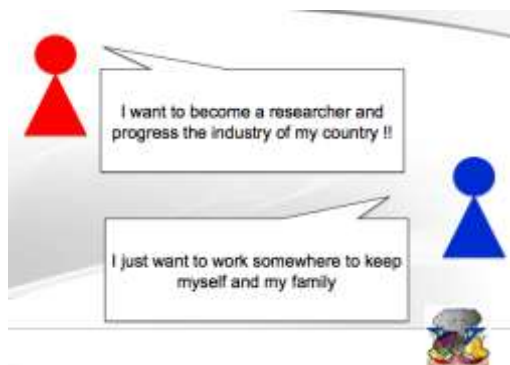 I want to become a researcher and
progress the industry of my country !!
I just want to work somewhere to keep
myself and my family